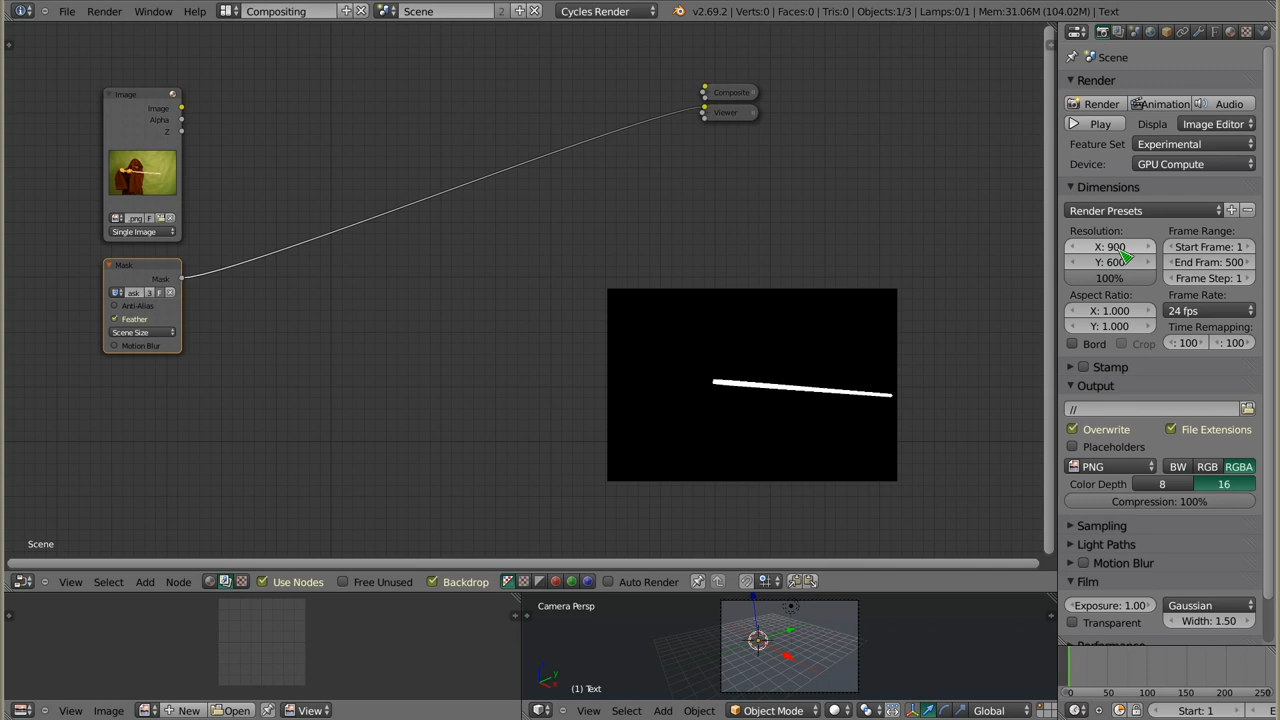 File Render Window Help Compositing Scene 2 Cycles Render v2.69.2 | Verts:0 | Faces:0 | Tris:0 | Objects:1/3 | Lamps:0/1 | Mem:31.06M (104.02M) | Text
Scene
Render
Render Animation Audio
Play Displa Image Editor
Feature Set Experimental
Device: GPU Compute
Dimensions
Render Presets
Resolution: Frame Range:
X: 900 Start Frame: 1
Y: 600 End Fram: 500
100% Frame Step: 1
Aspect Ratio: Frame Rate:
X: 1.000 24 fps
Y: 1.000 Time Remapping:
Bord Crop : 100 : 100
Stamp
Output
//
Overwrite File Extensions
Placeholders
PNG BW RGB RGBA
Color Depth 8 16
Compression: 100%
Sampling
Light Paths
Motion Blur
Film
Exposure: 1.00 Gaussian
Transparent Width: 1.50
Image
Image
Alpha
Z
.png F
Single Image
Mask
Mask
ask 3 F
Anti-Alias
Feather
Scene Size
Motion Blur
Composite
Viewer
Scene
View Select Add Node Use Nodes Free Unused Backdrop Auto Render
Camera Persp
(1) Text
View Image New Open View
View Select Add Object Object Mode Global
0 50 100 150 200 250
Start: 1 E